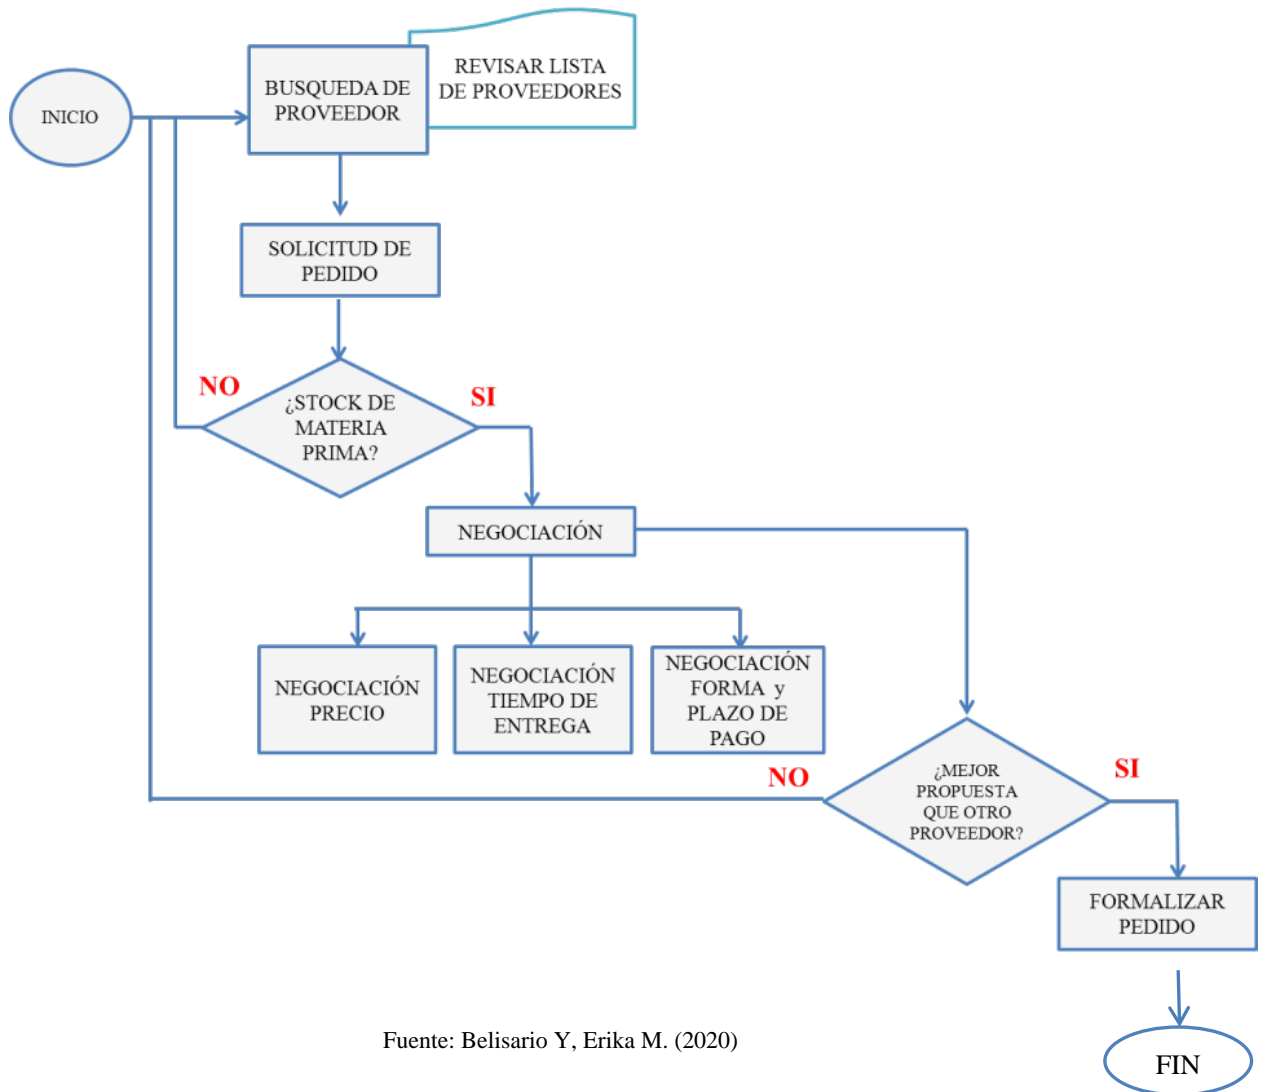 INICIO
BUSQUEDA DE
PROVEEDOR
REVISAR LISTA
DE PROVEEDORES
SOLICITUD DE
PEDIDO
NO
¿STOCK DE
MATERIA
PRIMA?
SI
NEGOCIACIÓN
NEGOCIACIÓN
PRECIO
NEGOCIACIÓN
TIEMPO DE
ENTREGA
NEGOCIACIÓN
FORMA y
PLAZO DE
PAGO
NO
¿MEJOR
PROPUESTA
QUE OTRO
PROVEEDOR?
SI
FORMALIZAR
PEDIDO
FIN
Fuente: Belisario Y, Erika M. (2020)